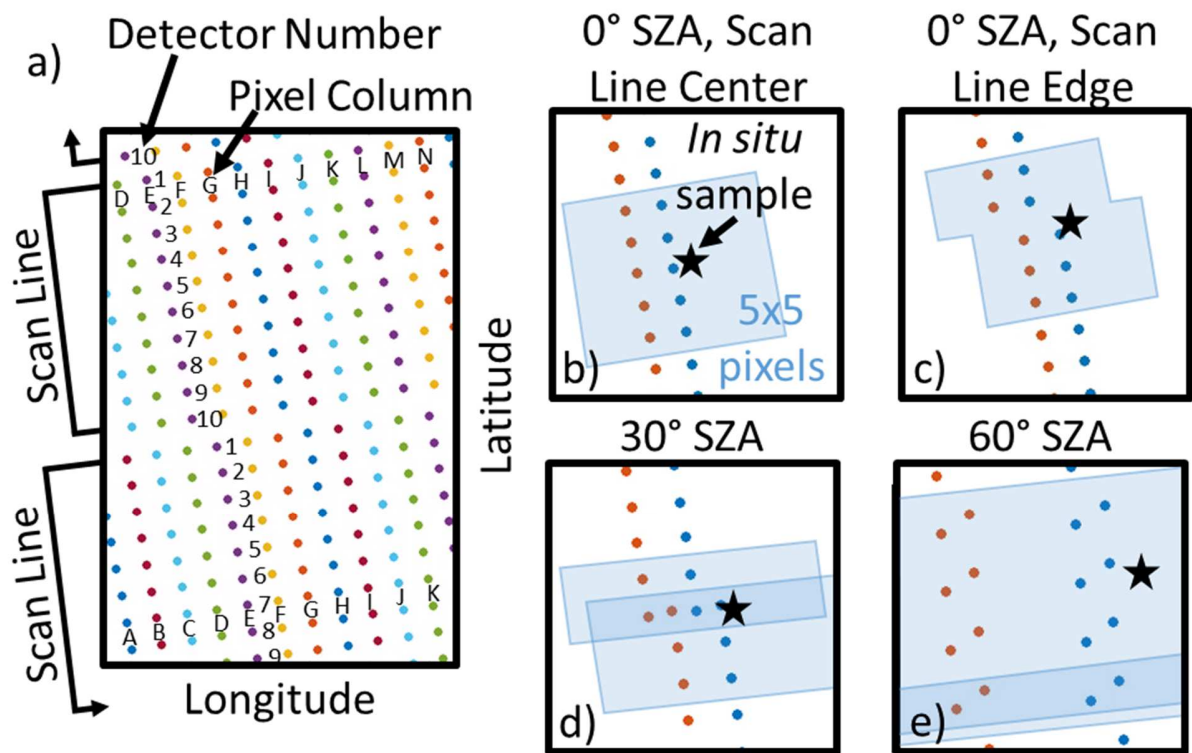 a)
Detector Number
Pixel Column
10
1
2
3
4
5
6
7
8
9
10
1
2
3
4
5
6
7
8
9
D E F G H I J K L M N
A B C D E F G H I J K
Scan Line
Scan Line
Longitude
Latitude
0° SZA, Scan
Line Center
In situ
sample
5x5
pixels
b)
0° SZA, Scan
Line Edge
c)
30° SZA
d)
60° SZA
e)